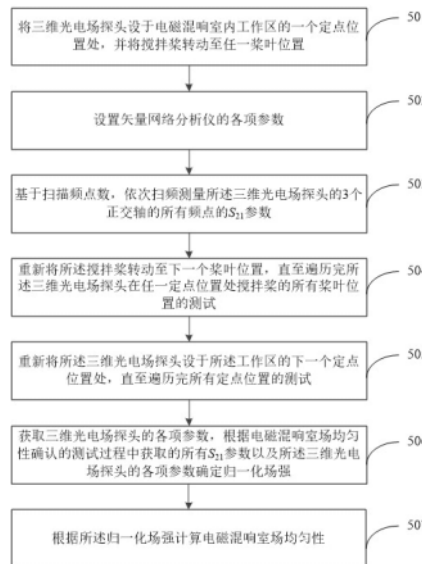 将三维光电场探头设于电磁混响室内工作区的一个定点位
置处,并将搅拌桨转动至任一桨叶位置
50
设置矢量网络分析仪的各项参数
50
基于扫描频点数,依次扫频测量所述三维光电场探头的3个
正交轴的所有频点的S21参数
50
重新将所述搅拌桨转动至下一个桨叶位置,直至遍历完所
述三维光电场探头在任一定点位置处搅拌桨的所有桨叶位
置的测试
50
重新将所述三维光电场探头设于所述工作区的下一个定点
位置处,直至遍历完所有定点位置的测试
50
获取三维光电场探头的各项参数,根据电磁混响室场均匀
性确认的测试过程中获取的所有S21参数以及所述三维光电
场探头的各项参数确定归一化场强
50
根据所述归一化场强计算电磁混响室场均匀性
50